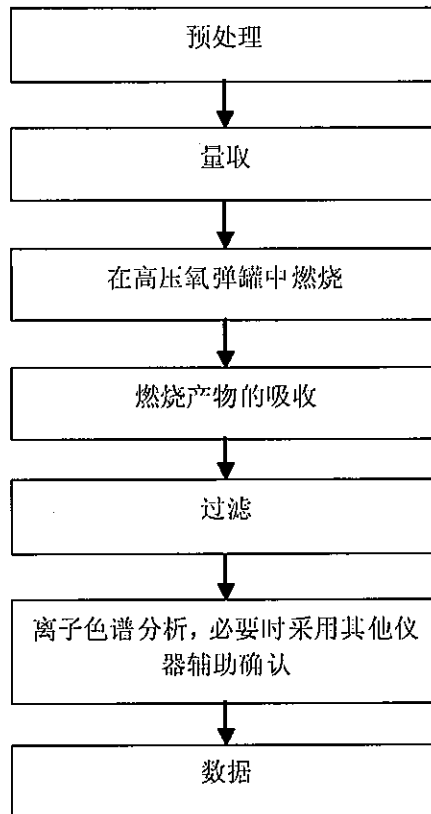 预处理
量取
在高压氧弹罐中燃烧
燃烧产物的吸收
过滤
离子色谱分析，必要时采用其他仪
器辅助确认
数据